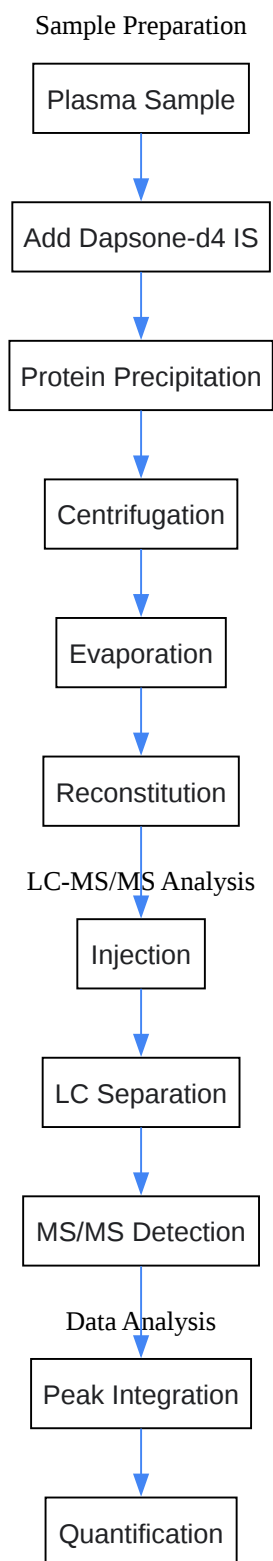 Sample Preparation
Plasma Sample
Add Dapsone-d4 IS
Protein Precipitation
Centrifugation
Evaporation
Reconstitution
LC-MS/MS Analysis
Injection
LC Separation
MS/MS Detection
Data Analysis
Peak Integration
Quantification